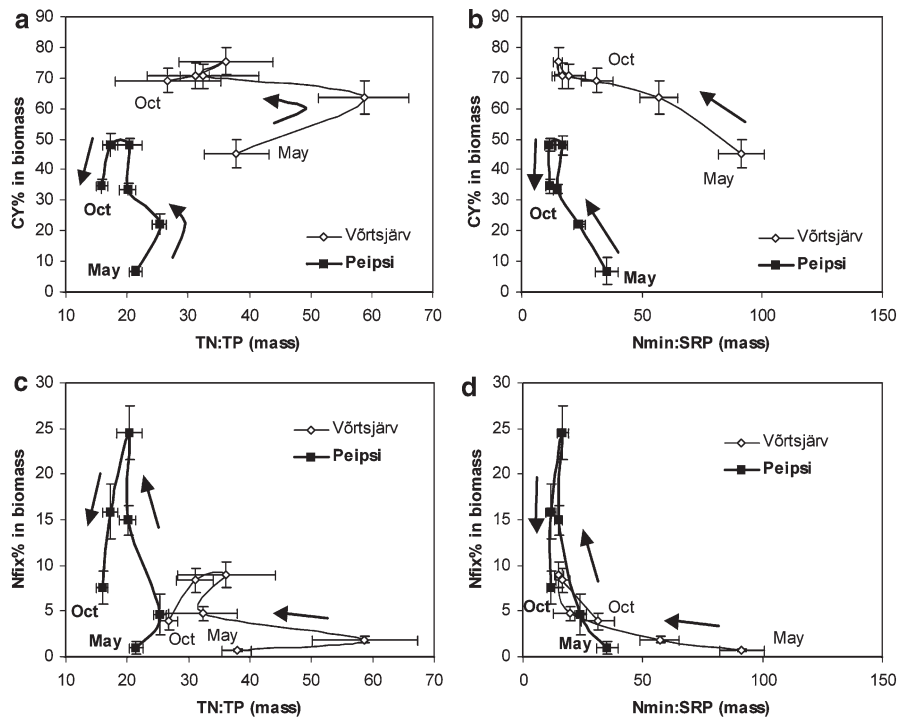 a
90
80
70
60
50
40
30
20
10
0
CY% in biomass
Oct
May
Oct
May
Võrtsjärv
Peipsi
10 20 30 40 50 60 70
TN:TP (mass)
b
90
80
70
60
50
40
30
20
10
0
CY% in biomass
Oct
May
Oct
May
Võrtsjärv
Peipsi
0 50 100 150
Nmin:SRP (mass)
c
30
25
20
15
10
5
0
Nfix% in biomass
Võrtsjärv
Peipsi
Oct
May
Oct
May
10 20 30 40 50 60 70
TN:TP (mass)
d
30
25
20
15
10
5
0
Nfix% in biomass
Võrtsjärv
Peipsi
Oct
Oct
May
May
0 50 100 150
Nmin:SRP (mass)